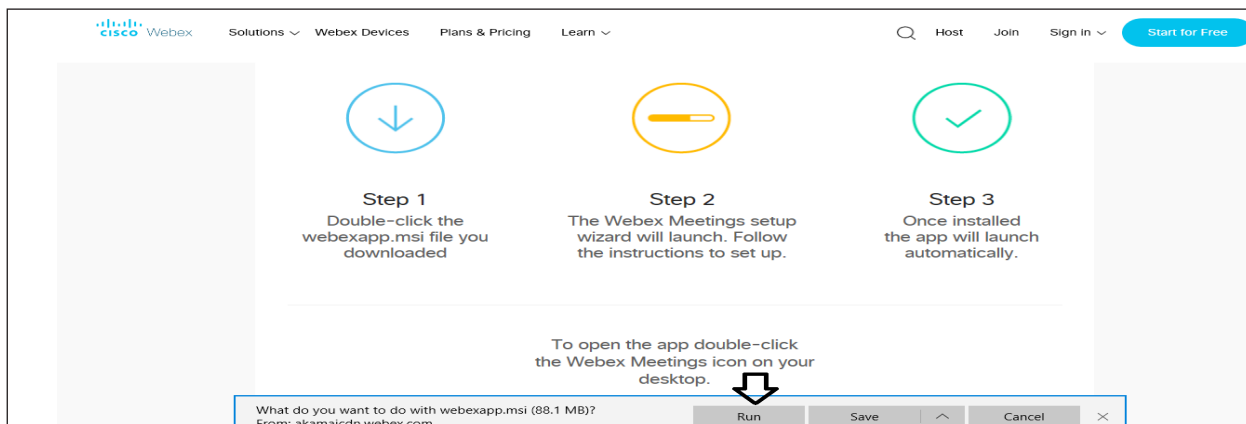 cisco Webex Solutions Webex Devices Plans & Pricing Learn Host Join Sign in Start for Free
Step 1
Double-click the
webexapp.msi file you
downloaded
Step 2
The Webex Meetings setup
wizard will launch. Follow
the instructions to set up.
Step 3
Once installed
the app will launch
automatically.
To open the app double-click
the Webex Meetings icon on your
desktop.
What do you want to do with webexapp.msi (88.1 MB)?
From: akamaicdn.webex.com
Run Save Cancel